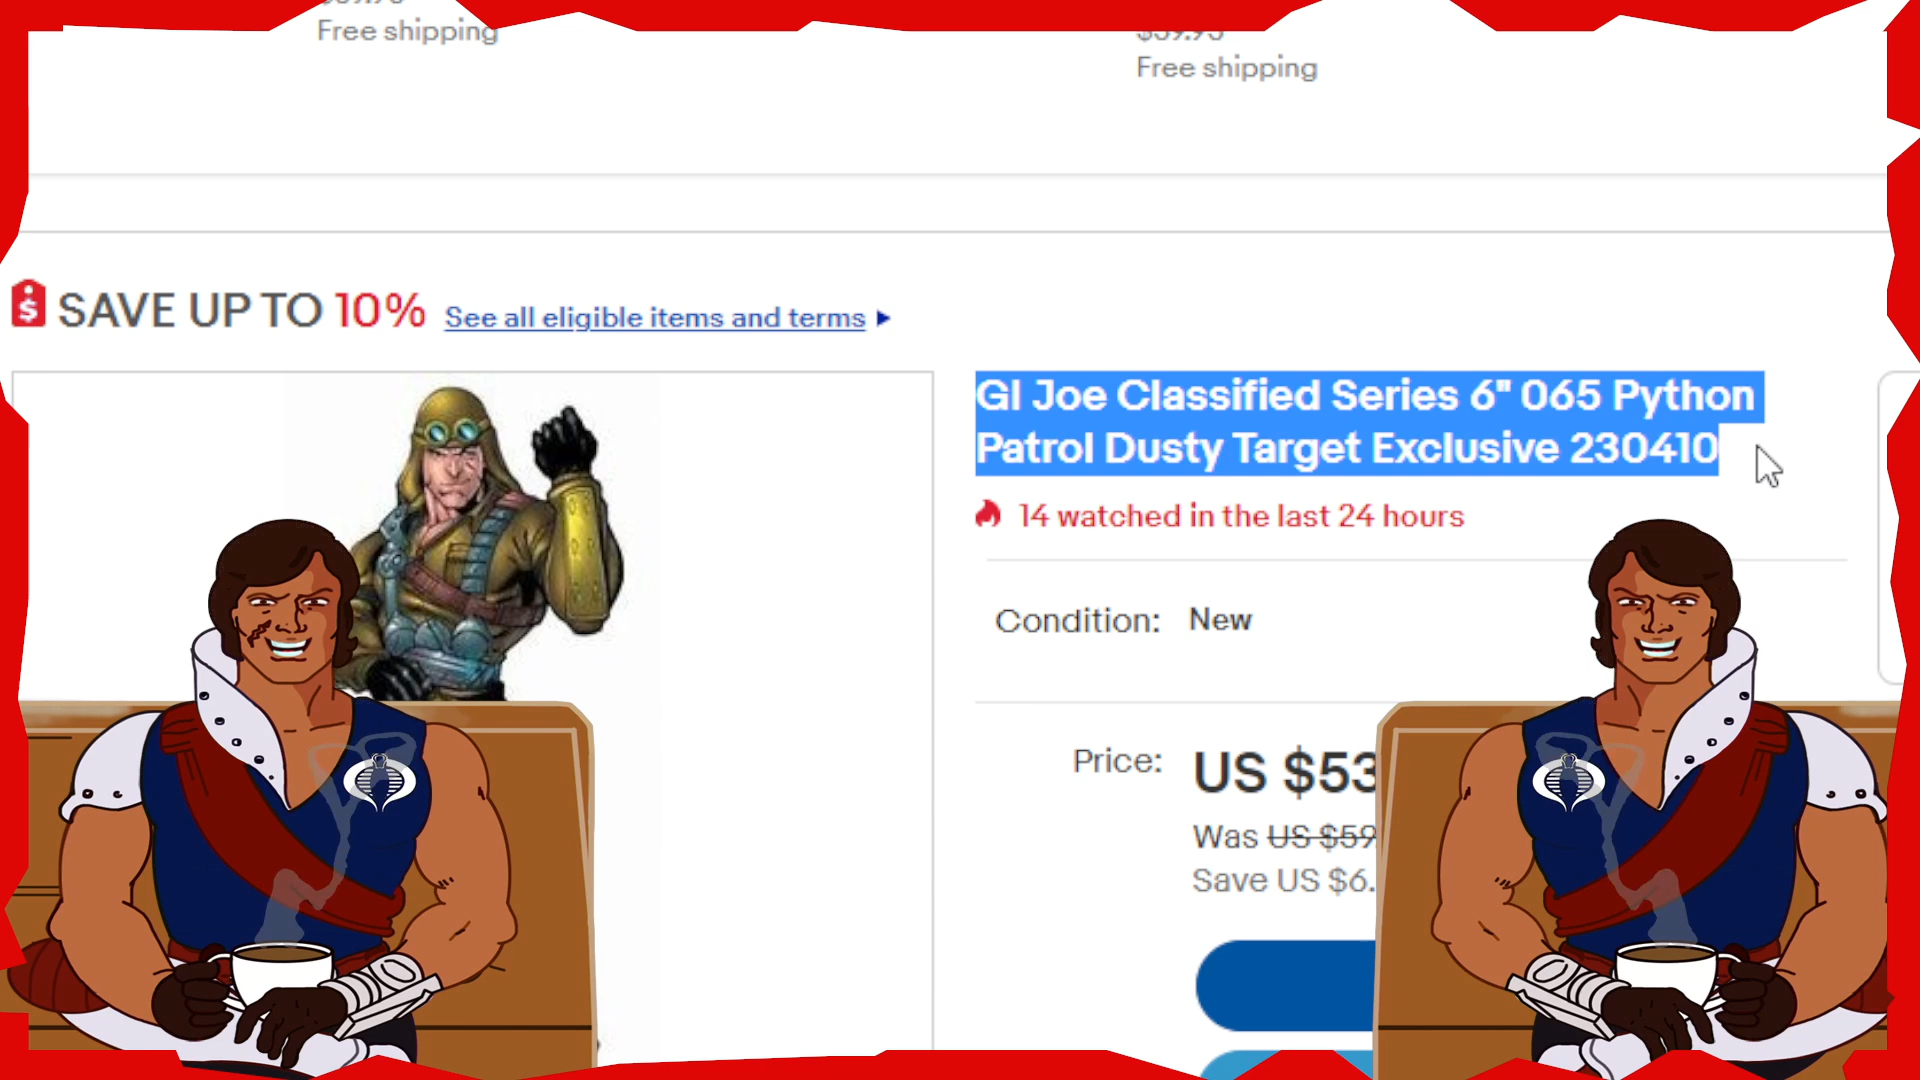 Free shipping
Free shipping
SAVE UP TO 10% See all eligible items and terms
GI Joe Classified Series 6" 065 Python
Patrol Dusty Target Exclusive 230410
14 watched in the last 24 hours
Condition: New
Price: US $53
Was US $59
Save US $6.